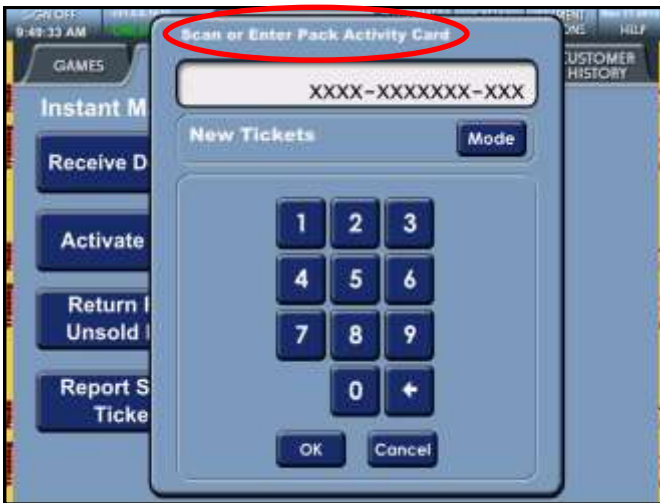 SIGN OFF
9:49:33 AM
HELP
GAMES
CUSTOMER
HISTORY
Instant M
Receive D
Activate
Return
Unsold
Report S
Ticke
Scan or Enter Pack Activity Card
XXXX-XXXXXXX-XXX
New Tickets
Mode
1 2 3
4 5 6
7 8 9
0
OK Cancel